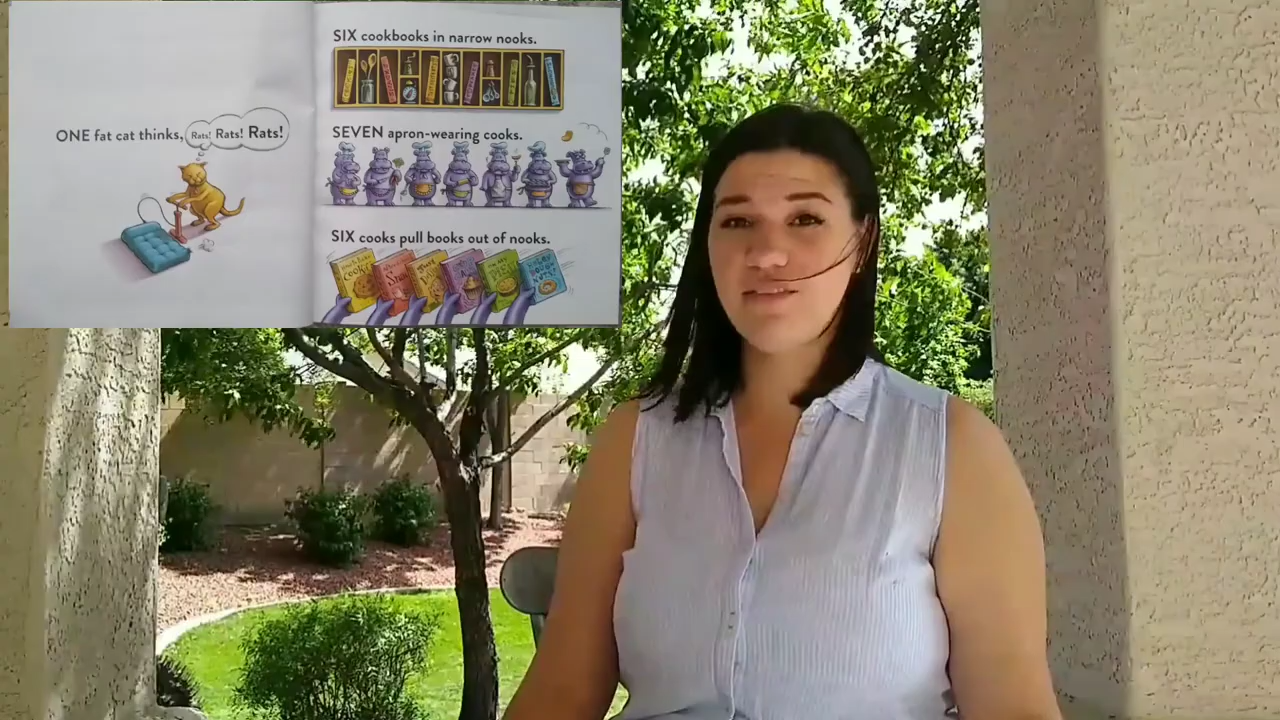 ONE fat cat thinks, Rats! Rats! Rats!
SIX cookbooks in narrow nooks.
SEVEN apron-wearing cooks.
SIX cooks pull books out of nooks.